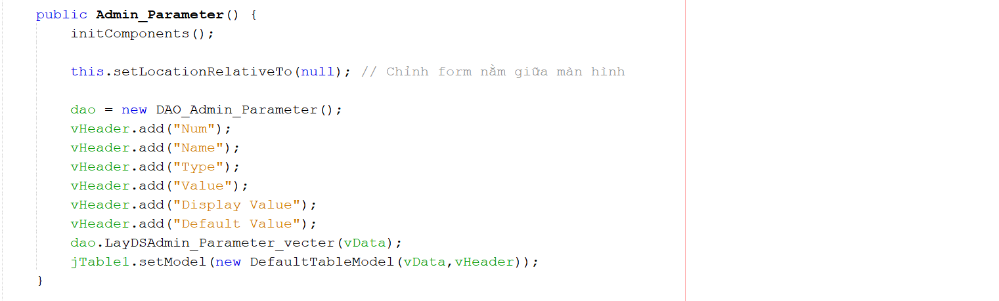 public Admin_Parameter() {
initComponents();
this.setLocationRelativeTo(null); // Chỉnh form nằm giữa màn hình
dao = new DAO_Admin_Parameter();
vHeader.add("Num");
vHeader.add("Name");
vHeader.add("Type");
vHeader.add("Value");
vHeader.add("Display Value");
vHeader.add("Default Value");
dao.LayDSAdmin_Parameter_vecter(vData);
jTable1.setModel(new DefaultTableModel(vData,vHeader));
}